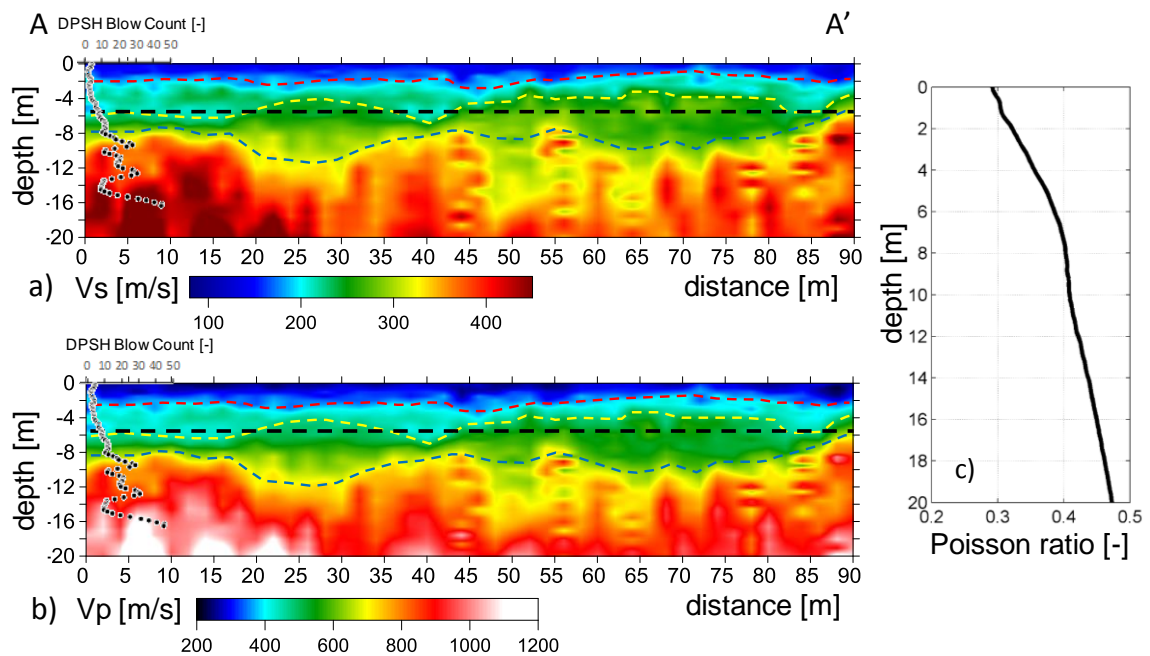 A
A’
DPSH Blow Count [-]
0 10 20 30 40 50
0
-4
-8
-12
-16
-20
depth [m]
0 5 10 15 20 25 30 35 40 45 50 55 60 65 70 75 80 85 90
a) Vs [m/s]
100 200 300 400
distance [m]
DPSH Blow Count [-]
0 10 20 30 40 50
0
-4
-8
-12
-16
-20
depth [m]
0 5 10 15 20 25 30 35 40 45 50 55 60 65 70 75 80 85 90
b) Vp [m/s]
200 400 600 800 1000 1200
distance [m]
0
2
4
6
8
10
12
14
16
18
20
depth [m]
c)
0.2 0.3 0.4 0.5
Poisson ratio [-]